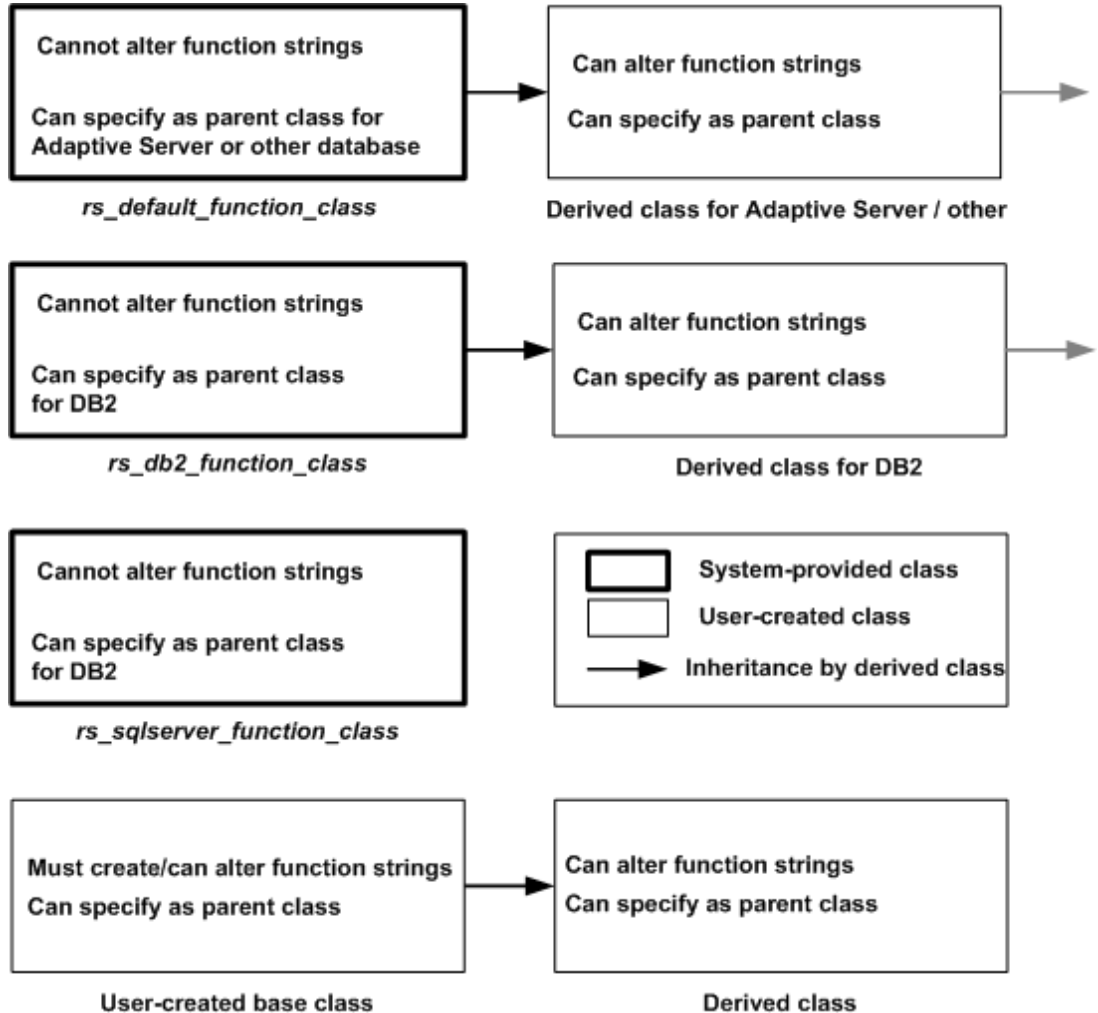 Cannot alter function strings
Can specify as parent class for
Adaptive Server or other database
rs_default_function_class
Can alter function strings
Can specify as parent class
Derived class for Adaptive Server / other
Cannot alter function strings
Can specify as parent class
for DB2
rs_db2_function_class
Can alter function strings
Can specify as parent class
Derived class for DB2
Cannot alter function strings
Can specify as parent class
for DB2
rs_sqlserver_function_class
System-provided class
User-created class
Inheritance by derived class
Must create/can alter function strings
Can specify as parent class
User-created base class
Can alter function strings
Can specify as parent class
Derived class